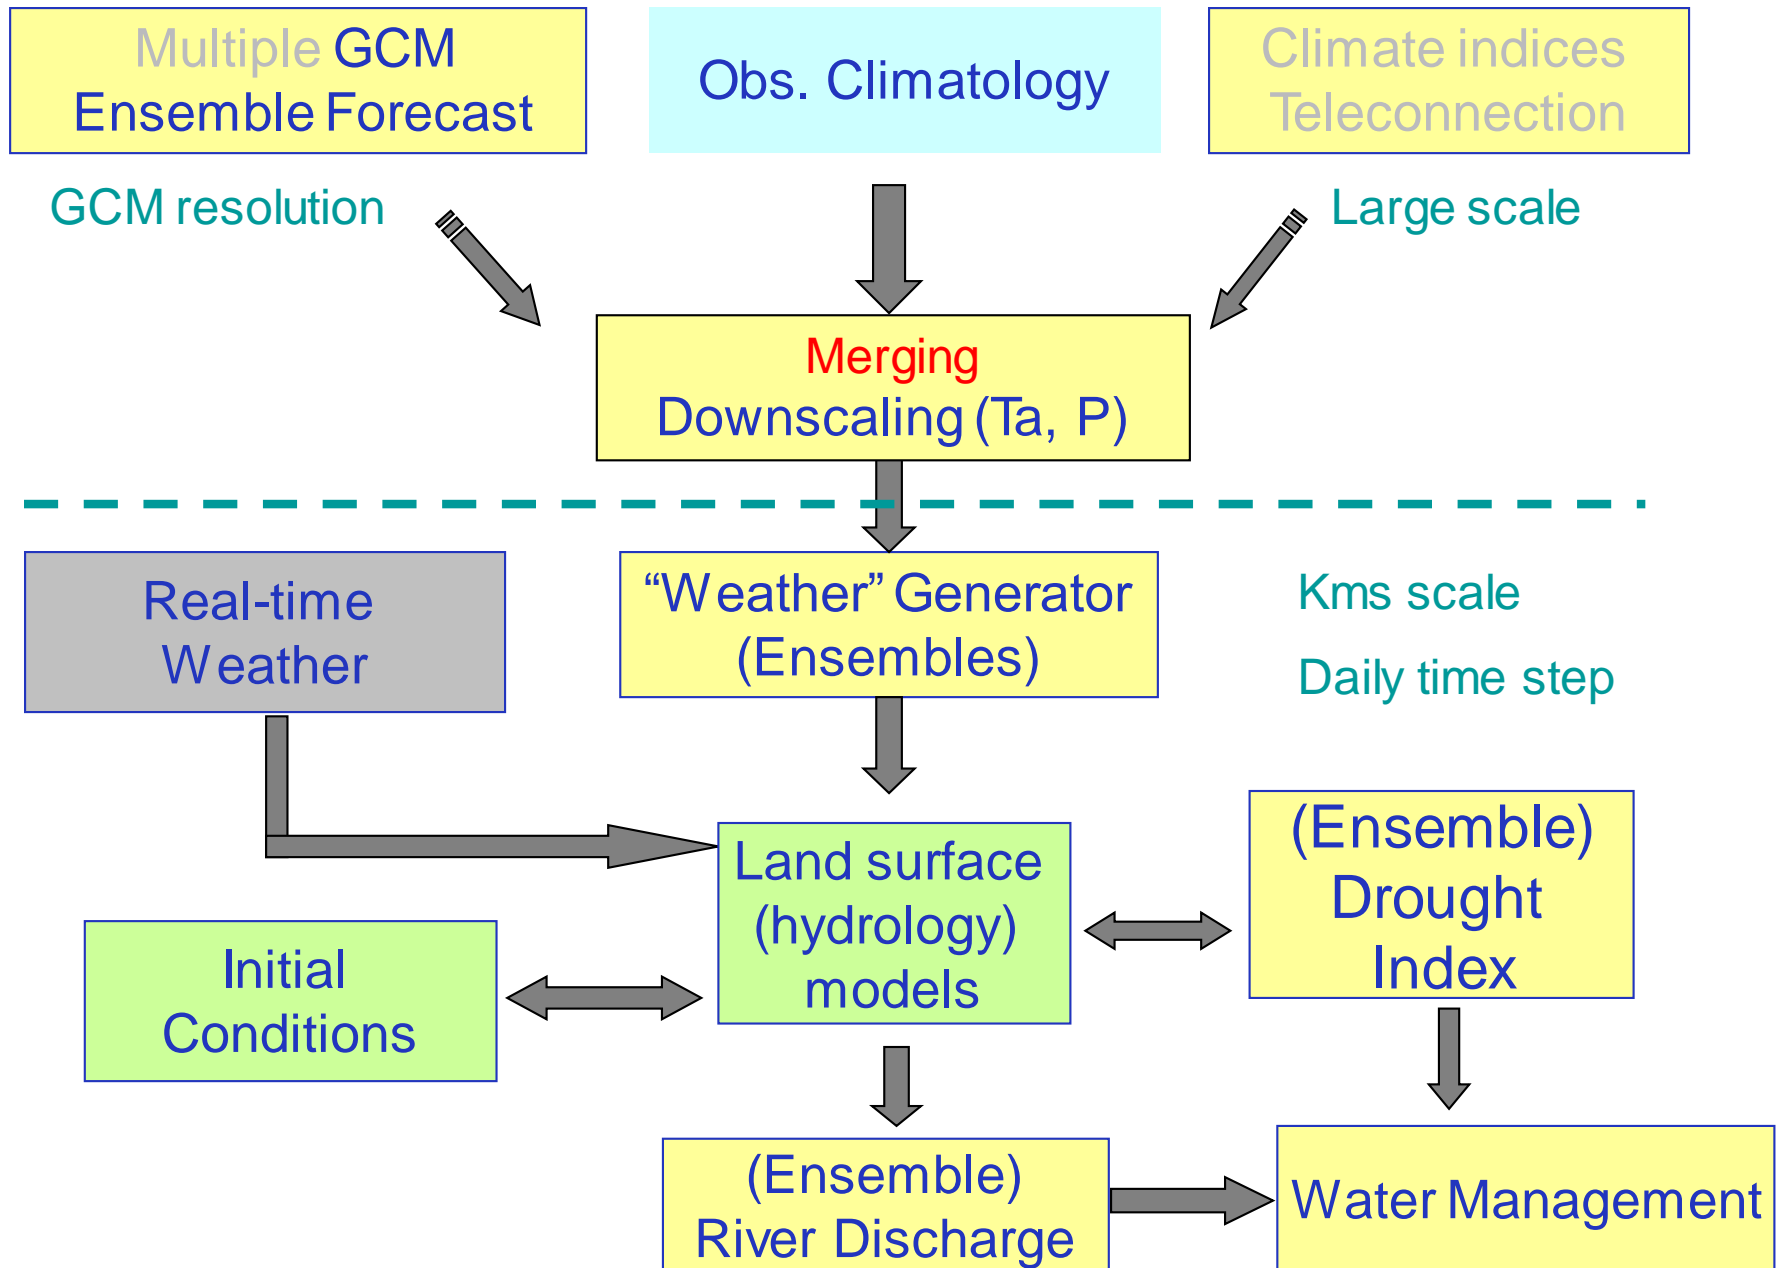 Multiple GCM
Ensemble Forecast
Obs. Climatology
Climate indices
Teleconnection
GCM resolution
Large scale
Merging
Downscaling (Ta, P)
Real-time
Weather
“Weather” Generator
(Ensembles)
Kms scale
Daily time step
Land surface
(hydrology)
models
(Ensemble)
Drought
Index
Initial
Conditions
(Ensemble)
River Discharge
Water Management